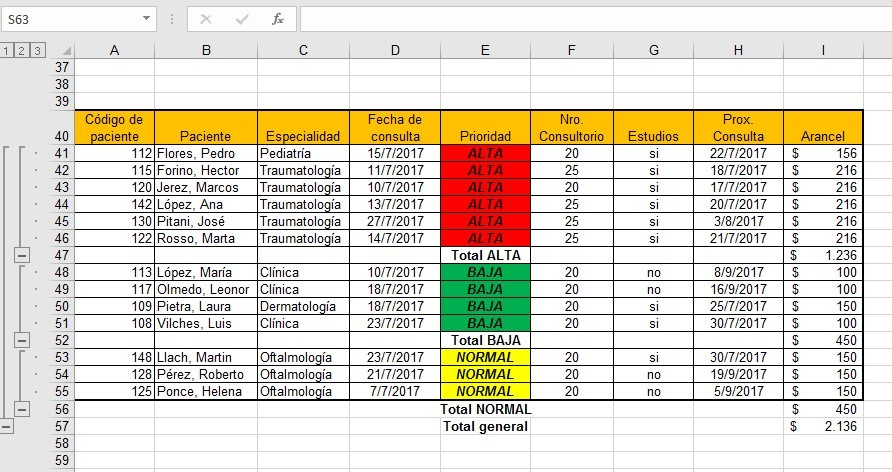 S63 fx
1 2 3 A B C D E F G H I
37
38
39
Código de Fecha de Nro. Prox.
40 paciente Paciente Especialidad consulta Prioridad Consultorio Estudios Consulta Arancel
41 112 Flores, Pedro Pediatría 15/7/2017 ALTA 20 si 22/7/2017 $ 156
42 115 Forino, Hector Traumatología 11/7/2017 ALTA 25 si 18/7/2017 $ 216
43 120 Jerez, Marcos Traumatología 10/7/2017 ALTA 20 si 17/7/2017 $ 216
44 142 López, Ana Traumatología 13/7/2017 ALTA 25 si 20/7/2017 $ 216
45 130 Pitani, José Traumatología 27/7/2017 ALTA 25 si 3/8/2017 $ 216
46 122 Rosso, Marta Traumatología 14/7/2017 ALTA 25 si 21/7/2017 $ 216
47 Total ALTA $ 1.236
48 113 López, María Clínica 10/7/2017 BAJA 20 no 8/9/2017 $ 100
49 117 Olmedo, Leonor Clínica 18/7/2017 BAJA 20 no 16/9/2017 $ 100
50 109 Pietra, Laura Dermatología 18/7/2017 BAJA 20 si 25/7/2017 $ 150
51 108 Vilches, Luis Clínica 23/7/2017 BAJA 20 si 30/7/2017 $ 100
52 Total BAJA $ 450
53 148 Llach, Martin Oftalmología 23/7/2017 NORMAL 20 si 30/7/2017 $ 150
54 128 Pérez, Roberto Oftalmología 21/7/2017 NORMAL 20 no 19/9/2017 $ 150
55 125 Ponce, Helena Oftalmología 7/7/2017 NORMAL 20 no 5/9/2017 $ 150
56 Total NORMAL $ 450
57 Total general $ 2.136
58
59